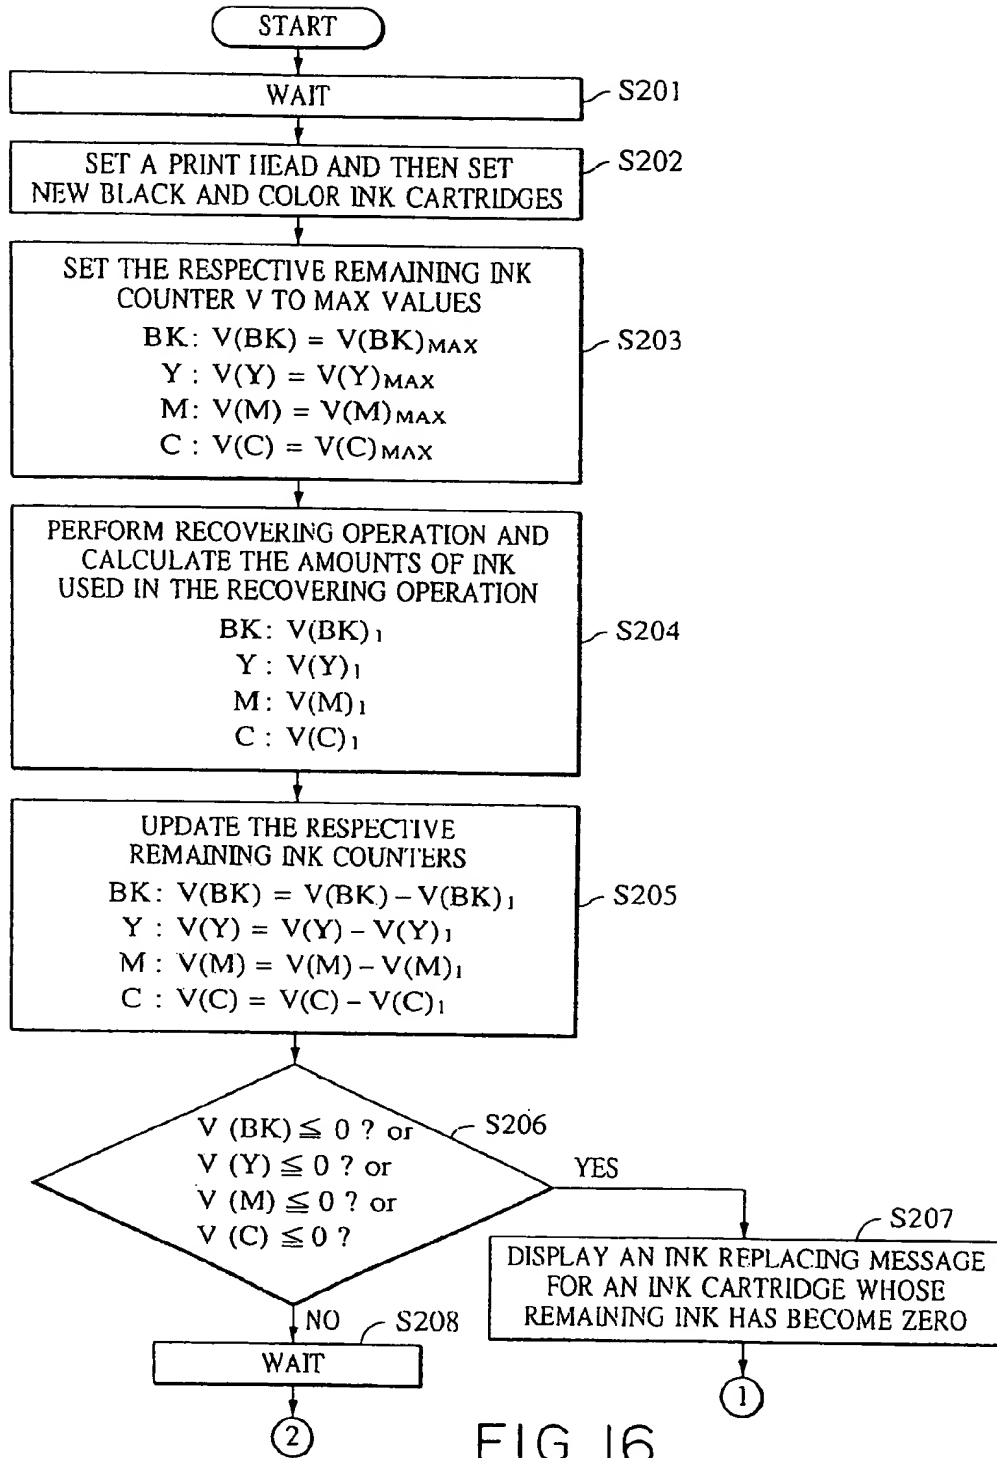 START
WAIT
S201
SET A PRINT HEAD AND THEN SET
NEW BLACK AND COLOR INK CARTRIDGES
S202
SET THE RESPECTIVE REMAINING INK
COUNTER V TO MAX VALUES
BK: V(BK) = V(BK)MAX
Y: V(Y) = V(Y)MAX
M: V(M) = V(M)MAX
C: V(C) = V(C)MAX
S203
PERFORM RECOVERING OPERATION AND
CALCULATE THE AMOUNTS OF INK
USED IN THE RECOVERING OPERATION
BK: V(BK)1
Y: V(Y)1
M: V(M)1
C: V(C)1
S204
UPDATE THE RESPECTIVE
REMAINING INK COUNTERS
BK: V(BK) = V(BK) – V(BK)1
Y: V(Y) = V(Y) – V(Y)1
M: V(M) = V(M) – V(M)1
C: V(C) = V(C) – V(C)1
S205
V (BK) ≦ 0 ? or
V (Y) ≦ 0 ? or
V (M) ≦ 0 ? or
V (C) ≦ 0 ?
S206
YES
S207
DISPLAY AN INK REPLACING MESSAGE
FOR AN INK CARTRIDGE WHOSE
REMAINING INK HAS BECOME ZERO
1
NO
S208
WAIT
2
FIG 16